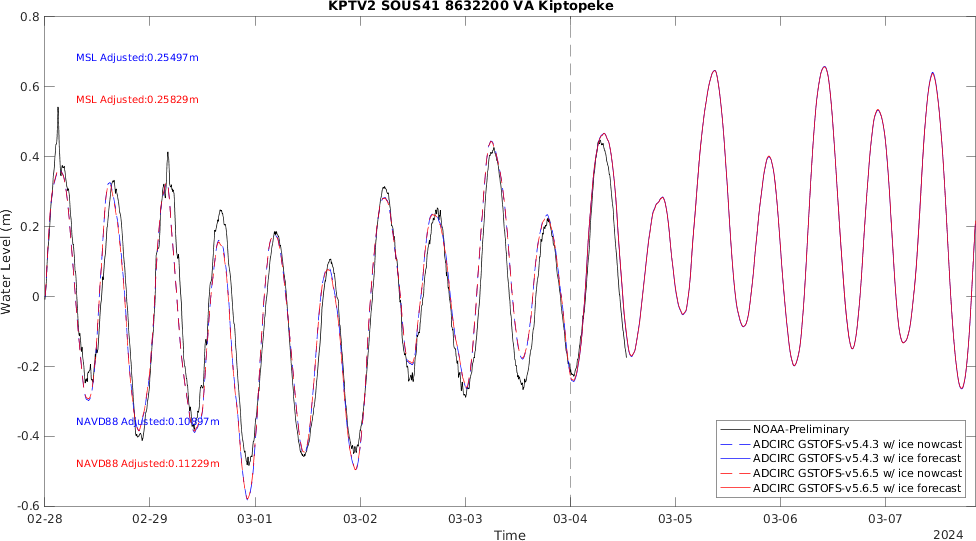 KPTV2 SOUS41 8632200 VA Kiptopeke
0.8
0.6
0.4
0.2
0
-0.2
-0.4
-0.6
Water Level (m)
MSL Adjusted:0.25497m
MSL Adjusted:0.25829m
NAVD88 Adjusted:0.10897m
NAVD88 Adjusted:0.11229m
NOAA-Preliminary
ADCIRC GSTOFS-v5.4.3 w/ ice nowcast
ADCIRC GSTOFS-v5.4.3 w/ ice forecast
ADCIRC GSTOFS-v5.6.5 w/ ice nowcast
ADCIRC GSTOFS-v5.6.5 w/ ice forecast
02-28 02-29 03-01 03-02 03-03 03-04 03-05 03-06 03-07
Time
2024